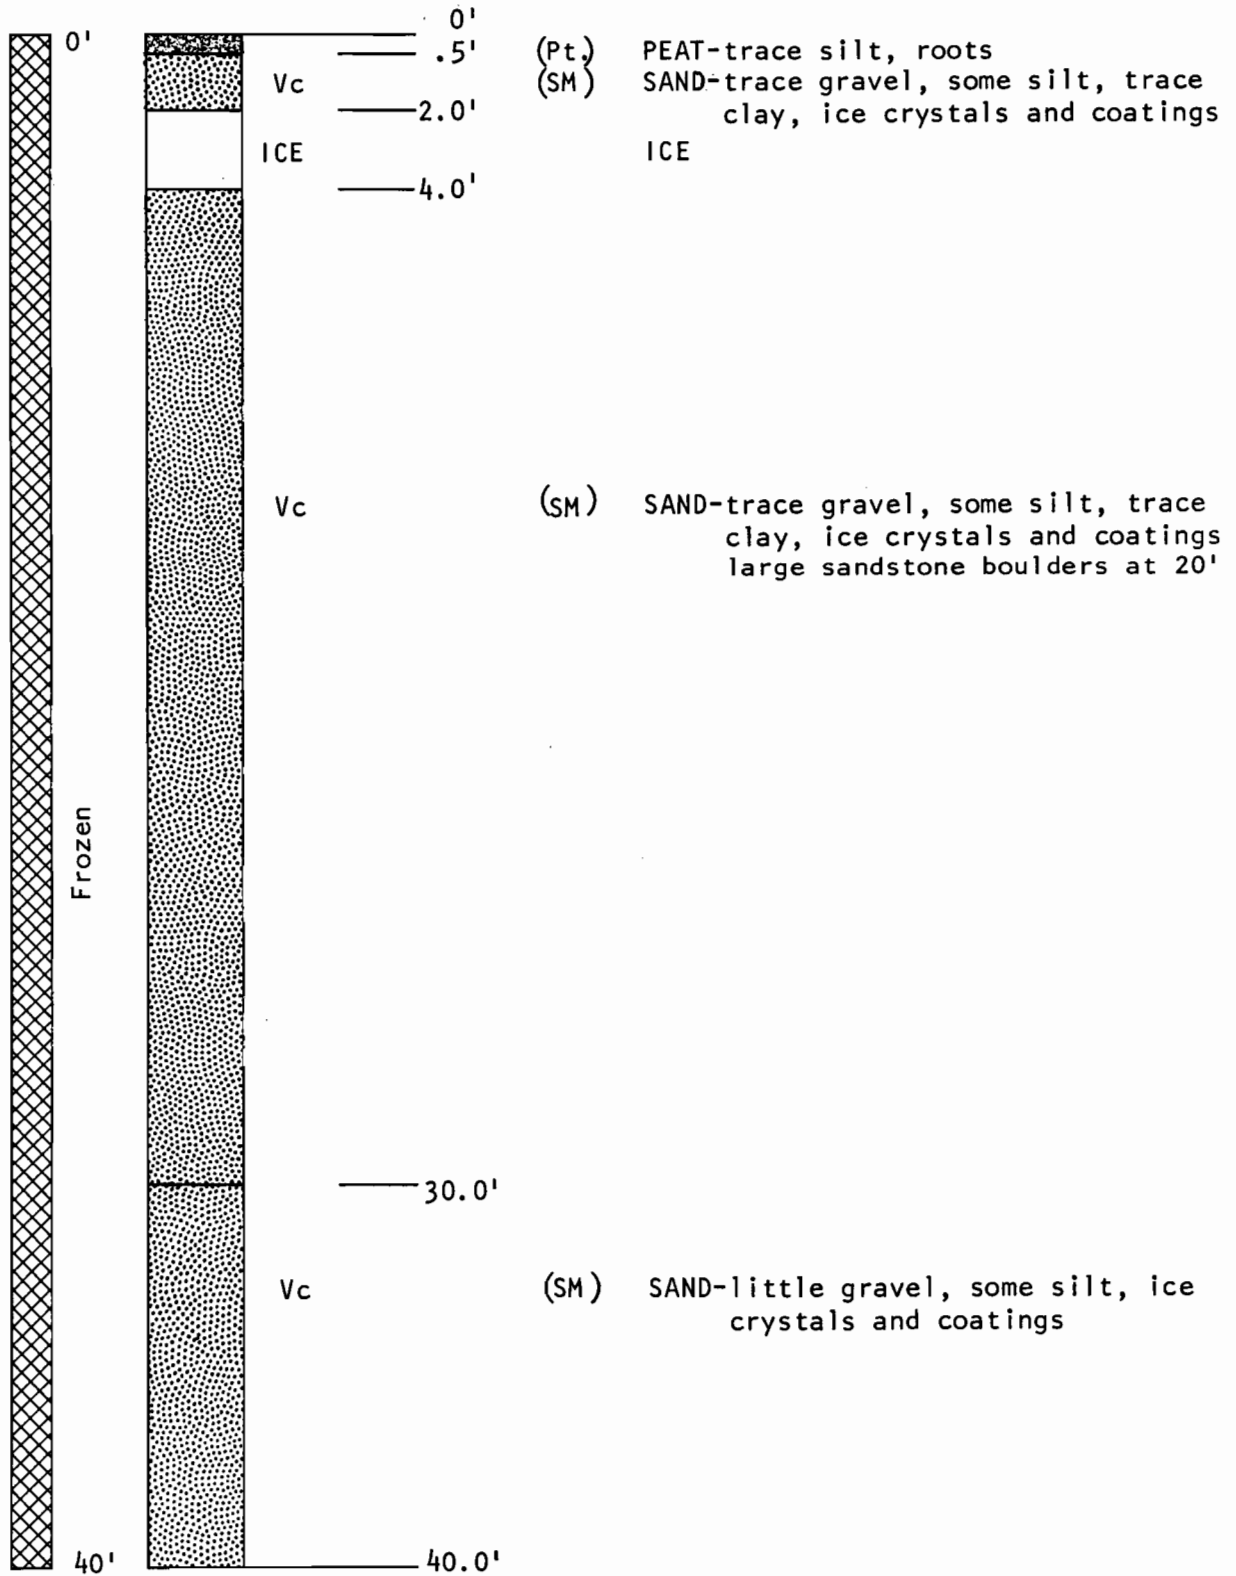 0'
0'
.5' (Pt.) PEAT-trace silt, roots
Vc (SM) SAND-trace gravel, some silt, trace
2.0' clay, ice crystals and coatings
ICE ICE
4.0'
Vc (SM) SAND-trace gravel, some silt, trace
clay, ice crystals and coatings
large sandstone boulders at 20'
Frozen
30.0'
Vc (SM) SAND-little gravel, some silt, ice
crystals and coatings
40' 40.0'